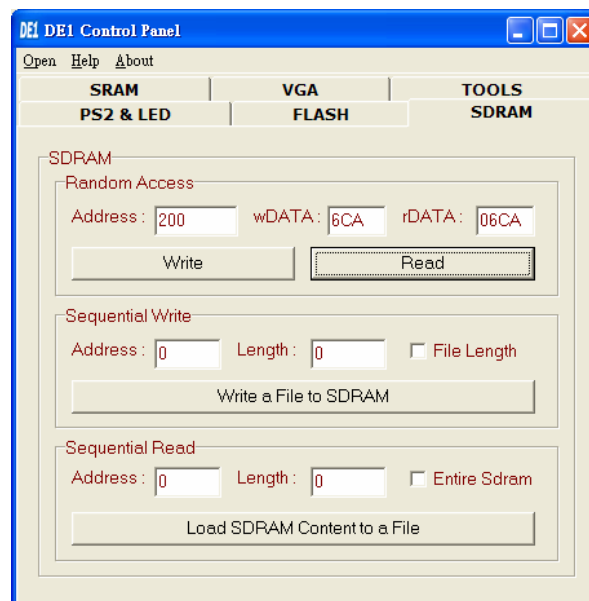 DE1 DE1 Control Panel
Open Help About
SRAM VGA TOOLS
PS2 & LED FLASH SDRAM
SDRAM
Random Access
Address : 200 wDATA : 6CA rDATA : 06CA
Write Read
Sequential Write
Address : 0 Length : 0 File Length
Write a File to SDRAM
Sequential Read
Address : 0 Length : 0 Entire Sdram
Load SDRAM Content to a File